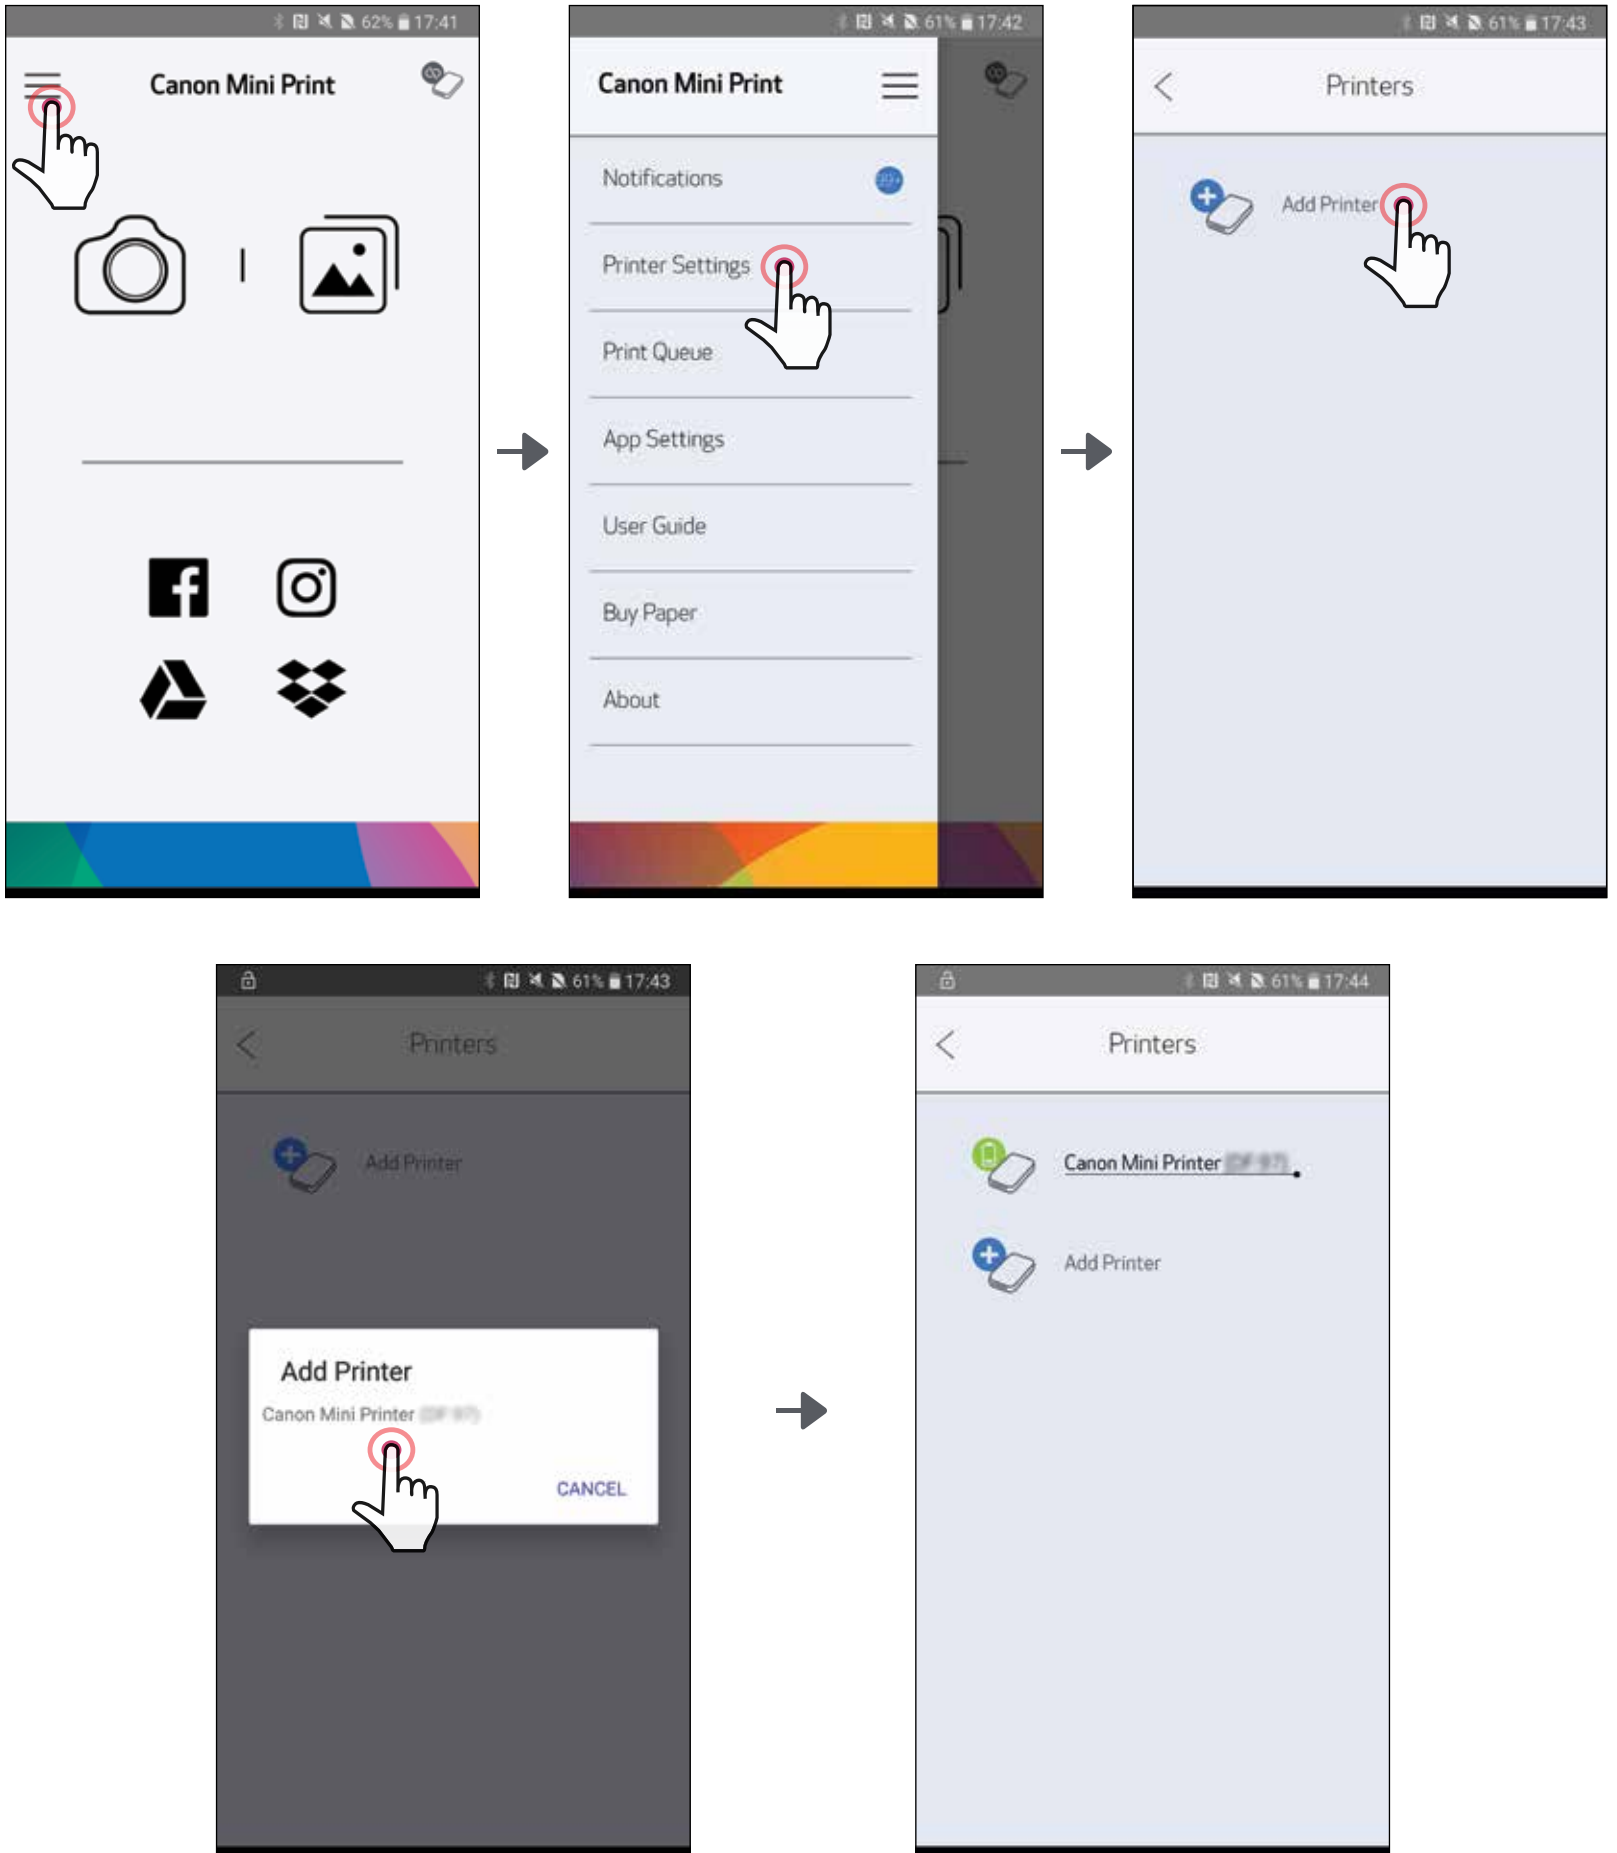 62% 17:41
Canon Mini Print
61% 17:42
Canon Mini Print
Notifications
Printer Settings
Print Queue
App Settings
User Guide
Buy Paper
About
61% 17:43
Printers
Add Printer
61% 17:43
Printers
Add Printer
Add Printer
Canon Mini Printer
CANCEL
61% 17:44
Printers
Canon Mini Printer
Add Printer